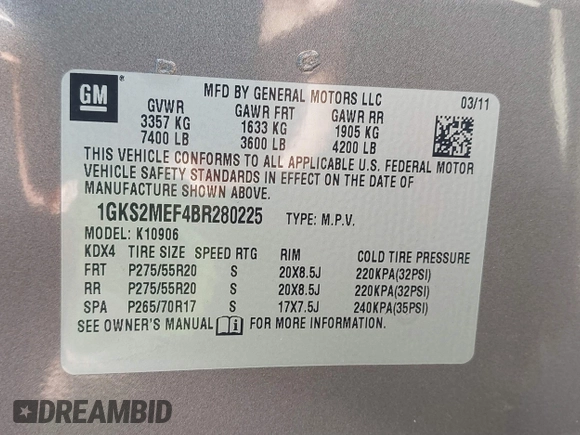 GM
MFD BY GENERAL MOTORS LLC
03/11
GVWR GAWR FRT GAWR RR
3357 KG 1633 KG 1905 KG
7400 LB 3600 LB 4200 LB
THIS VEHICLE CONFORMS TO ALL APPLICABLE U.S. FEDERAL MOTOR
VEHICLE SAFETY STANDARDS IN EFFECT ON THE DATE OF
MANUFACTURE SHOWN ABOVE.
1GKS2MEF4BR280225 TYPE: M.P.V.
MODEL: K10906
KDX4 TIRE SIZE SPEED RTG RIM COLD TIRE PRESSURE
FRT P275/55R20 S 20X8.5J 220KPA(32PSI)
RR P275/55R20 S 20X8.5J 220KPA(32PSI)
SPA P265/70R17 S 17X7.5J 240KPA(35PSI)
SEE OWNER'S MANUAL FOR MORE INFORMATION.
DREAMBID